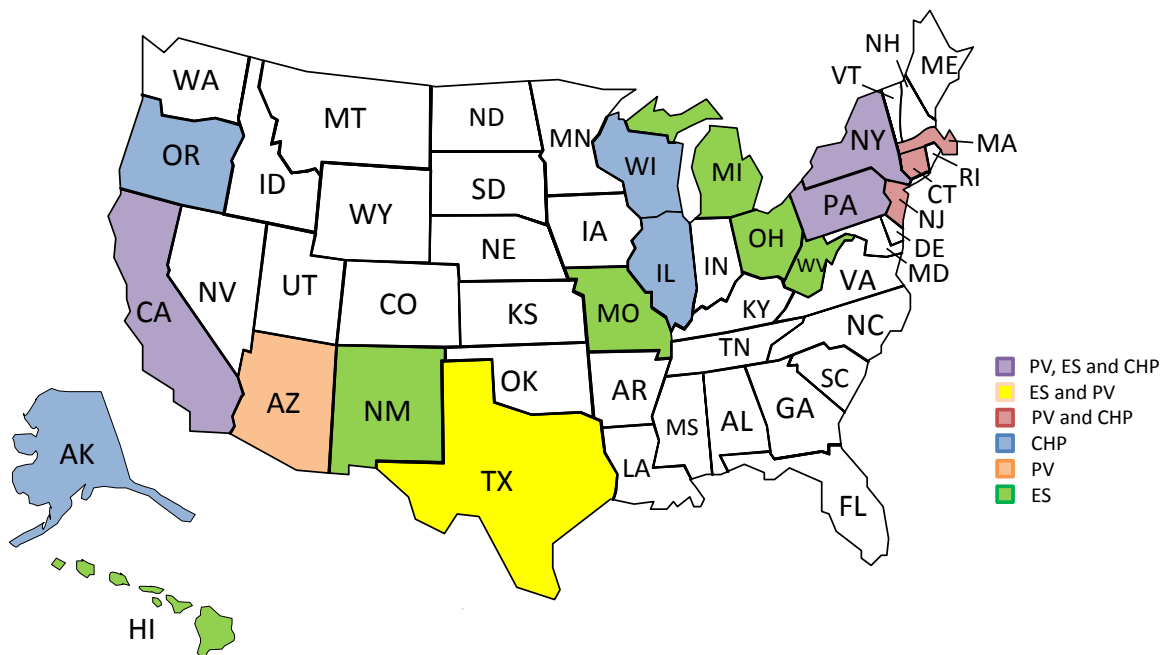 NH
ME
WA
VT
MT
ND
MN
OR
NY
MA
WI
ID
SD
MI
RI
CT
WY
PA
NJ
IA
OH
DE
NE
IN
WV
MD
IL
UT
NV
VA
CO
KS
MO
KY
CA
NC
TN
OK
PV, ES and CHP
SC
AR
ES and PV
AZ
NM
GA
PV and CHP
MS
AL
CHP
AK
LA
TX
PV
ES
FL
HI